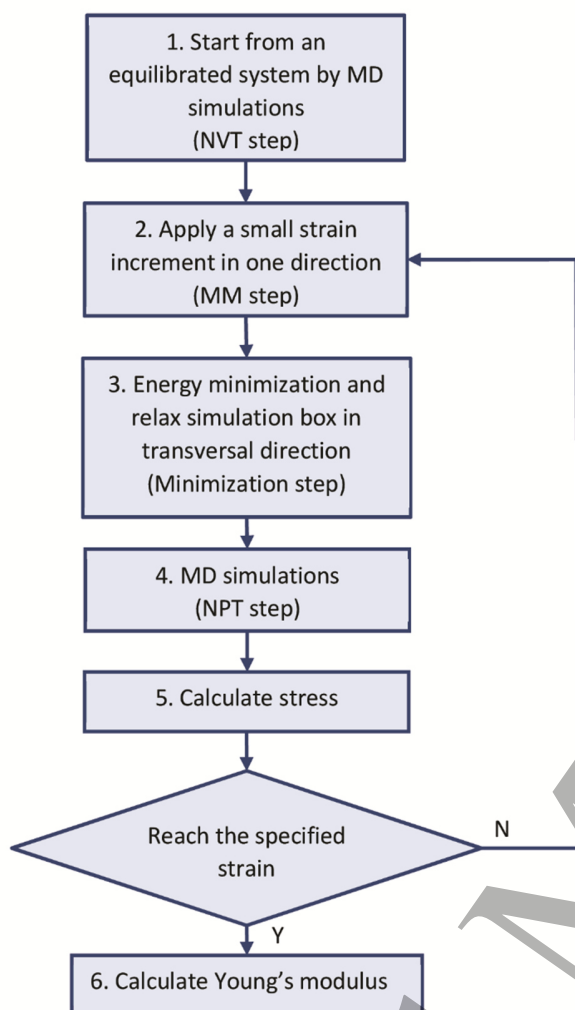 1. Start from an
equilibrated system by MD
simulations
(NVT step)
2. Apply a small strain
increment in one direction
(MM step)
3. Energy minimization and
relax simulation box in
transversal direction
(Minimization step)
4. MD simulations
(NPT step)
5. Calculate stress
Reach the specified
strain
N
Y
6. Calculate Young’s modulus